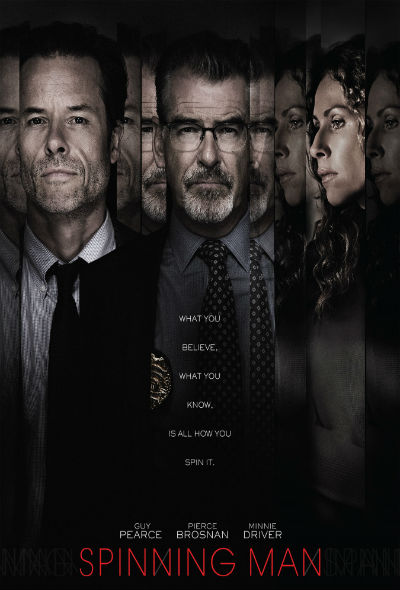 WHAT YOU
BELIEVE,
WHAT YOU
KNOW,
IS ALL HOW YOU
SPIN IT.
GUY PIERCE MINNIE
PEARCE BROSNAN DRIVER
SPINNING MAN